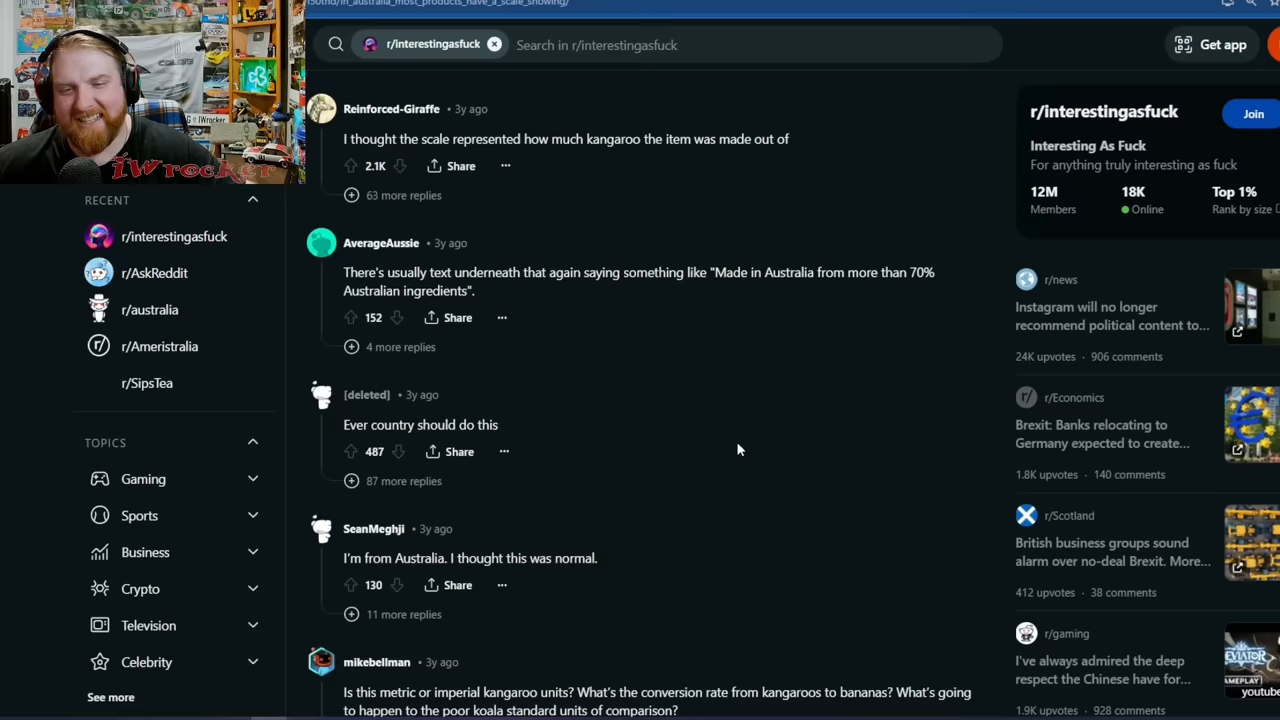 150thd/in_australia_most_products_have_a_scale_showing/
r/interestingasfuck
Search in r/interestingasfuck
Get app
iWrocker
RECENT
r/interestingasfuck
r/AskReddit
r/australia
r/Ameristralia
r/SipsTea
TOPICS
Gaming
Sports
Business
Crypto
Television
Celebrity
See more
Reinforced-Giraffe • 3y ago
I thought the scale represented how much kangaroo the item was made out of
2.1K
Share
63 more replies
AverageAussie • 3y ago
There's usually text underneath that again saying something like "Made in Australia from more than 70%
Australian ingredients".
152
Share
4 more replies
[deleted] • 3y ago
Ever country should do this
487
Share
87 more replies
SeanMeghji • 3y ago
I'm from Australia. I thought this was normal.
130
Share
11 more replies
mikebellman • 3y ago
Is this metric or imperial kangaroo units? What's the conversion rate from kangaroos to bananas? What's going
to happen to the poor koala standard units of comparison?
r/interestingasfuck
Join
Interesting As Fuck
For anything truly interesting as fuck
12M
18K
Top 1%
Members
Online
Rank by size
r/news
Instagram will no longer
recommend political content to...
24K upvotes • 906 comments
r/Economics
Brexit: Banks relocating to
Germany expected to create...
1.8K upvotes • 140 comments
r/Scotland
British business groups sound
alarm over no-deal Brexit. More...
412 upvotes • 38 comments
r/gaming
I've always admired the deep
respect the Chinese have for...
1.9K upvotes • 928 comments
GAMEPLAY
youtube